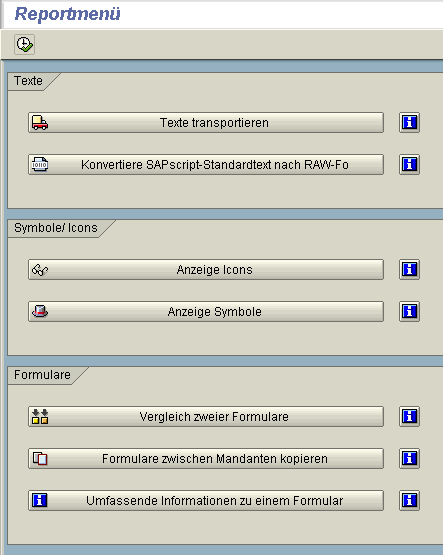 Reportmenü
Texte
Texte transportieren
Konvertiere SAPscript-Standardtext nach RAW-Fo
Symbole/ Icons
Anzeige Icons
Anzeige Symbole
Formulare
Vergleich zweier Formulare
Formulare zwischen Mandanten kopieren
Umfassende Informationen zu einem Formular